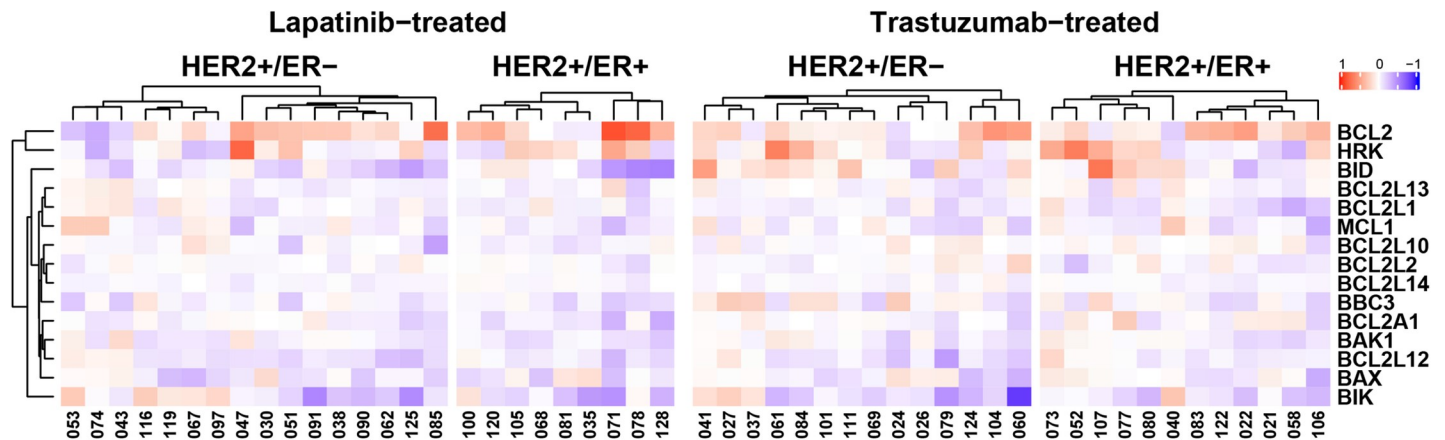 Lapatinib−treated
Trastuzumab−treated
HER2+/ER−
HER2+/ER+
HER2+/ER−
HER2+/ER+
1 0 −1
BCL2
HRK
BID
BCL2L13
BCL2L1
MCL1
BCL2L10
BCL2L2
BCL2L14
BBC3
BCL2A1
BAK1
BCL2L12
BAX
BIK
053 074 043 116 119 067 097 047 030 051 091 038 090 062 125 085 100 120 105 068 081 035 071 078 128 041 027 037 061 084 101 111 069 024 026 079 124 104 060 073 052 107 077 080 040 083 122 022 021 058 106